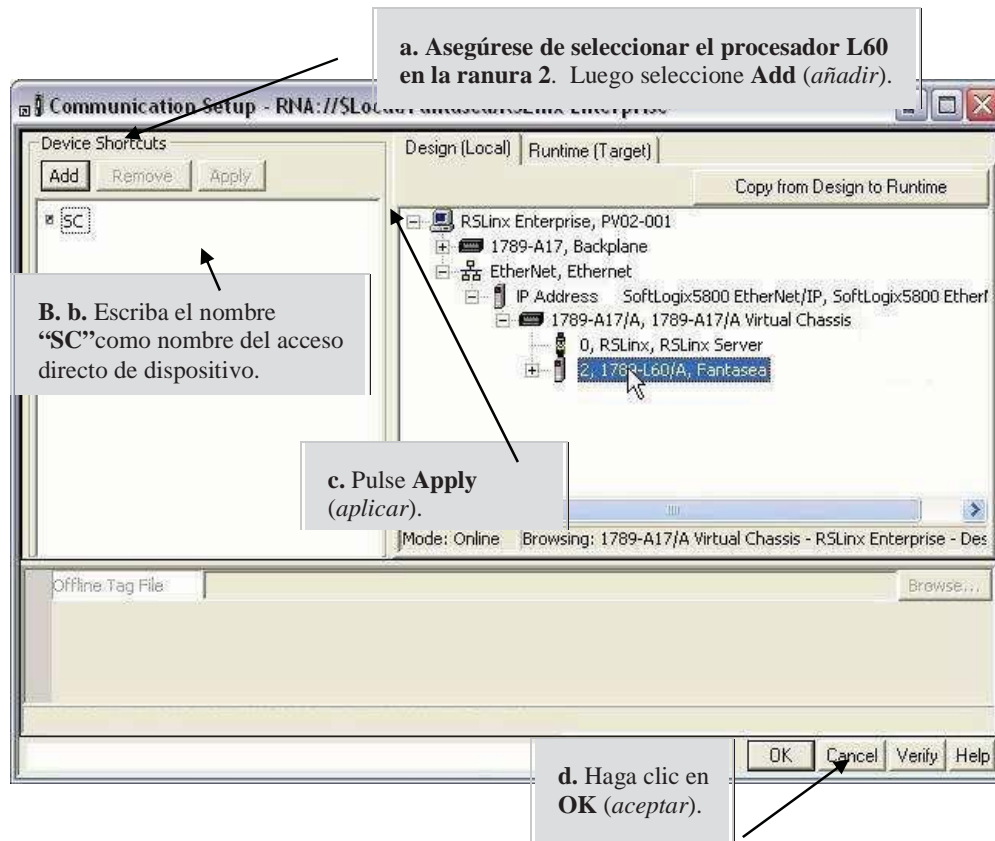 a. Asegúrese de seleccionar el procesador L60
en la ranura 2. Luego seleccione Add (añadir).
Communication Setup - RNA://$Loc
Device Shortcuts
Add Remove Apply
SC
B. b. Escriba el nombre
“SC”como nombre del acceso
directo de dispositivo.
Design (Local) Runtime (Target)
Copy from Design to Runtime
RSLinx Enterprise, PV02-001
1789-A17, Backplane
EtherNet, Ethernet
IP Address SoftLogix5800 EtherNet/IP, SoftLogix5800 Ether
1789-A17/A, 1789-A17/A Virtual Chassis
0, RSLinx, RSLinx Server
2, 1789-L60/A, Fantasea
c. Pulse Apply
(aplicar).
Mode: Online Browsing: 1789-A17/A Virtual Chassis - RSLinx Enterprise - Des
Offline Tag File Browse...
OK Cancel Verify Help
d. Haga clic en
OK (aceptar).